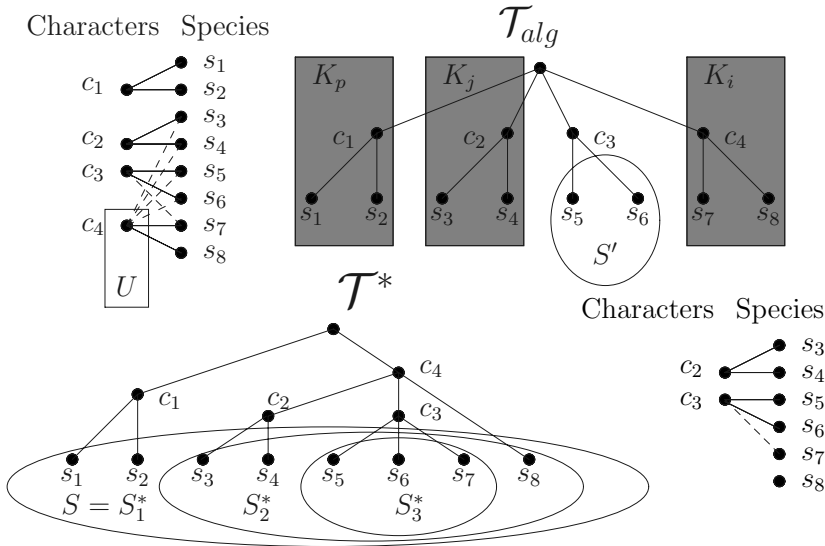 Characters Species
c₁ s₁
s₂
c₂ s₃
s₄
c₃ s₅
s₆
c₄ s₇
s₈
U
𝒯alg
Kₚ Kⱼ Kᵢ
c₁ c₂ c₃ c₄
s₁ s₂ s₃ s₄ s₅ s₆ s₇ s₈
S′
𝒯*
c₄
c₁ c₂ c₃
s₁ s₂ s₃ s₄ s₅ s₆ s₇ s₈
S = S₁* S₂* S₃*
Characters Species
s₃
c₂ s₄
c₃ s₅
s₆
s₇
s₈